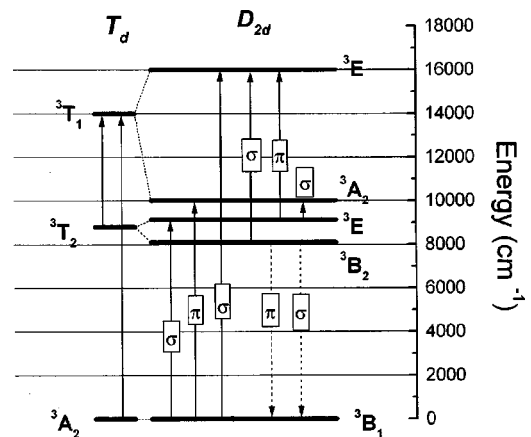 T_d D_2d
18000
³E 16000
³T₁ 14000
σ π 12000
σ
³A₂ 10000
³T₂ ³E
8000
³B₂
6000
π σ π σ
σ 4000
2000
³A₂ ³B₁ 0
Energy (cm⁻¹)